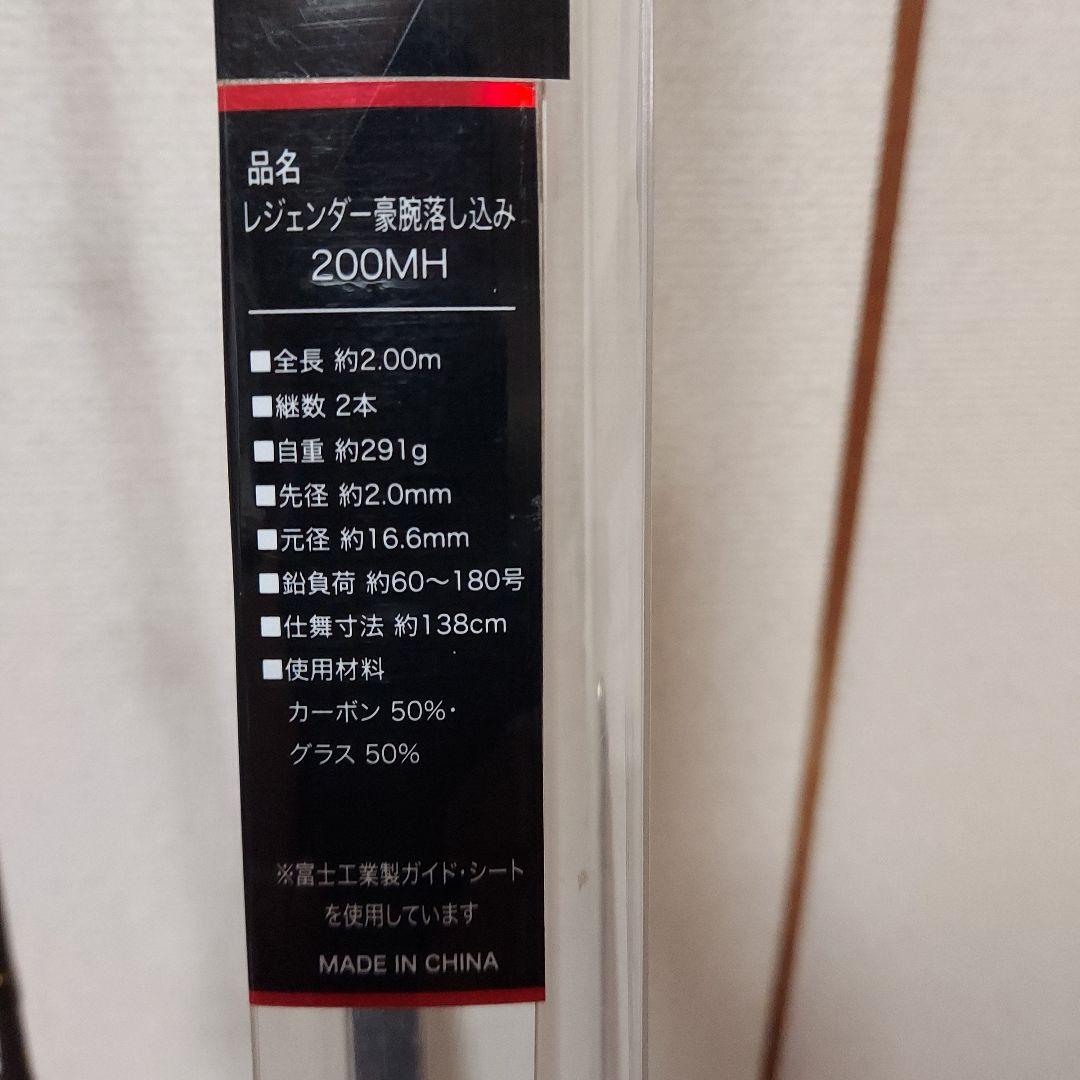 品名
レジェンダー豪腕落し込み
200MH
■全長 約2.00m
■継数 2本
■自重 約291g
■先径 約2.0mm
■元径 約16.6mm
■鉛負荷 約60～180号
■仕舞寸法 約138cm
■使用材料
カーボン 50%・
グラス 50%
※富士工業製ガイド・シート
を使用しています
MADE IN CHINA